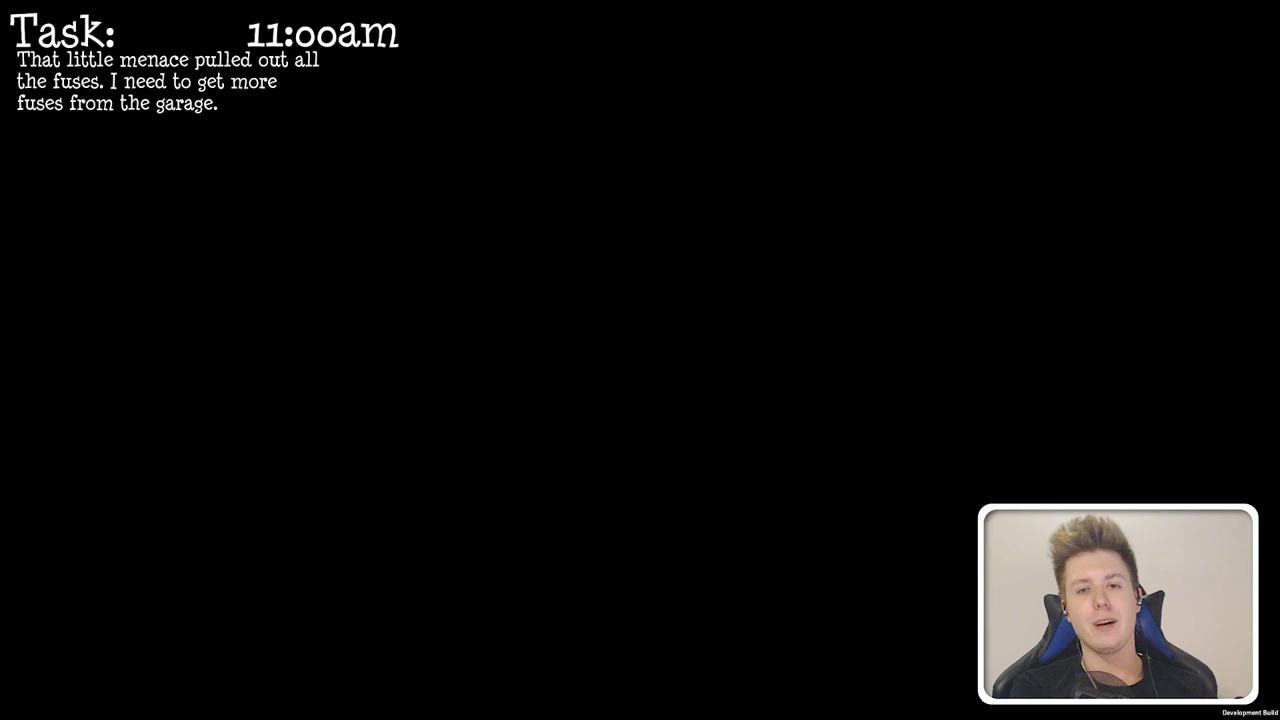 Task:
11:00am
That little menace pulled out all
the fuses. I need to get more
fuses from the garage.
Development Build